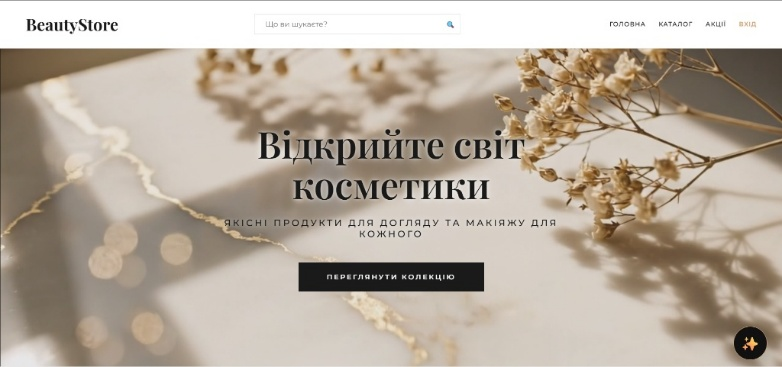 BeautyStore
Що ви шукаєте?
ГОЛОВНА КАТАЛОГ АКЦІЇ ВХІД
Відкрийте світ
косметики
ЯКІСНІ ПРОДУКТИ ДЛЯ ДОГЛЯДУ ТА МАКІЯЖУ ДЛЯ
КОЖНОГО
ПЕРЕГЛЯНУТИ КОЛЕКЦІЮ